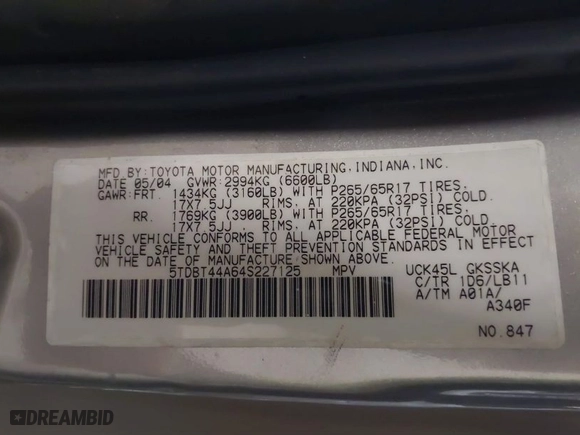 MFD BY:TOYOTA MOTOR MANUFACTURING,INDIANA,INC.
DATE 05/04 GVWR:2994KG (6600LB)
GAWR:FRT. 1434KG (3160LB) WITH P265/65R17 TIRES,
17X7.5JJ RIMS, AT 220KPA (32PSI) COLD.
RR. 1769KG (3900LB) WITH P265/65R17 TIRES,
17X7.5JJ RIMS, AT 220KPA (32PSI) COLD.
THIS VEHICLE CONFORMS TO ALL APPLICABLE FEDERAL MOTOR
VEHICLE SAFETY AND THEFT PREVENTION STANDARDS IN EFFECT
ON THE DATE OF MANUFACTURE SHOWN ABOVE.
5TDBT44A64S227125 MPV UCK45L GKSSKA
C/TR 1D6/LB11
A/TM A01A/
A340F
NO.847
DREAMBID